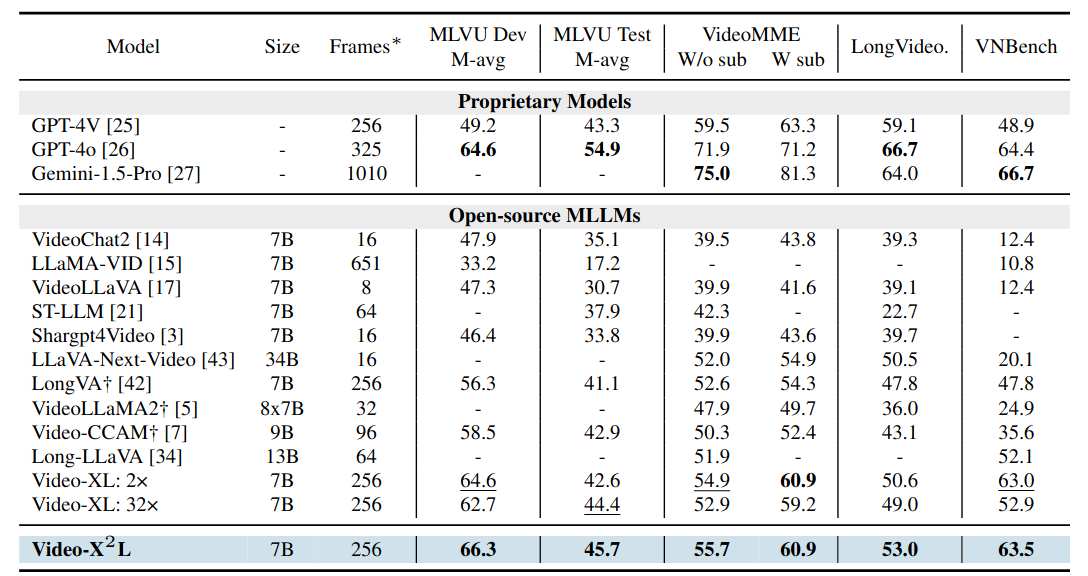 Model Size Frames* MLVU Dev M-avg MLVU Test M-avg VideoMME W/o sub W sub LongVideo. VNBench
Proprietary Models
GPT-4V [25] - 256 49.2 43.3 59.5 63.3 59.1 48.9
GPT-4o [26] - 325 64.6 54.9 71.9 71.2 66.7 64.4
Gemini-1.5-Pro [27] - 1010 - - 75.0 81.3 64.0 66.7
Open-source MLLMs
VideoChat2 [14] 7B 16 47.9 35.1 39.5 43.8 39.3 12.4
LLaMA-VID [15] 7B 651 33.2 17.2 - - - 10.8
VideoLLaVA [17] 7B 8 47.3 30.7 39.9 41.6 39.1 12.4
ST-LLM [21] 7B 64 - 37.9 42.3 - 22.7 -
Shargpt4Video [3] 7B 16 46.4 33.8 39.9 43.6 39.7 -
LLaVA-Next-Video [43] 34B 16 - - 52.0 54.9 50.5 20.1
LongVA† [42] 7B 256 56.3 41.1 52.6 54.3 47.8 47.8
VideoLLaMA2† [5] 8x7B 32 - - 47.9 49.7 36.0 24.9
Video-CCAM† [7] 9B 96 58.5 42.9 50.3 52.4 43.1 35.6
Long-LLaVA [34] 13B 64 - - 51.9 - - 52.1
Video-XL: 2× 7B 256 64.6 42.6 54.9 60.9 50.6 63.0
Video-XL: 32× 7B 256 62.7 44.4 52.9 59.2 49.0 52.9
Video-X²L 7B 256 66.3 45.7 55.7 60.9 53.0 63.5